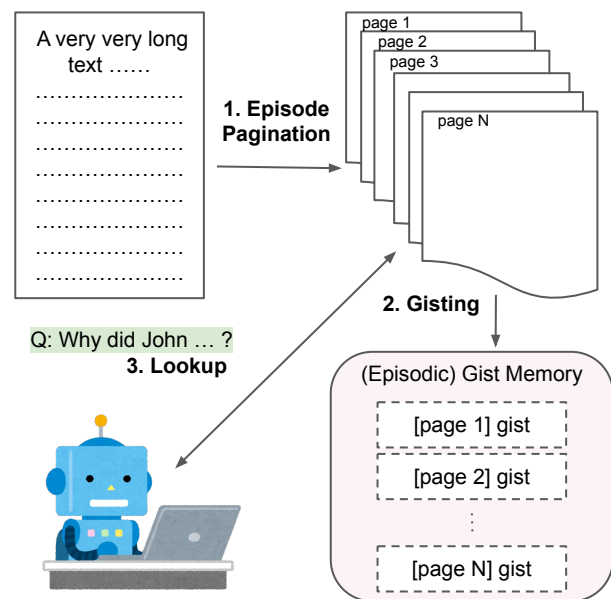 A very very long
text ……
1. Episode
Pagination
page 1
page 2
page 3
page N
2. Gisting
Q: Why did John … ?
3. Lookup
(Episodic) Gist Memory
[page 1] gist
[page 2] gist
⋮
[page N] gist